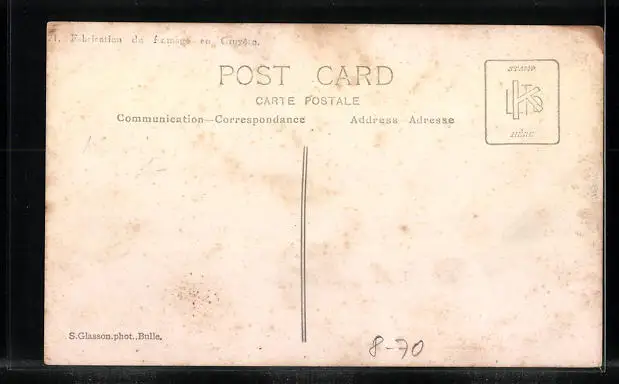 1. Fabrication du fromage en Gruyère.
POST CARD
CARTE POSTALE
Communication—Correspondance
Address Adresse
STAMP
HERE
S.Glasson.phot.,Bulle.
8-70